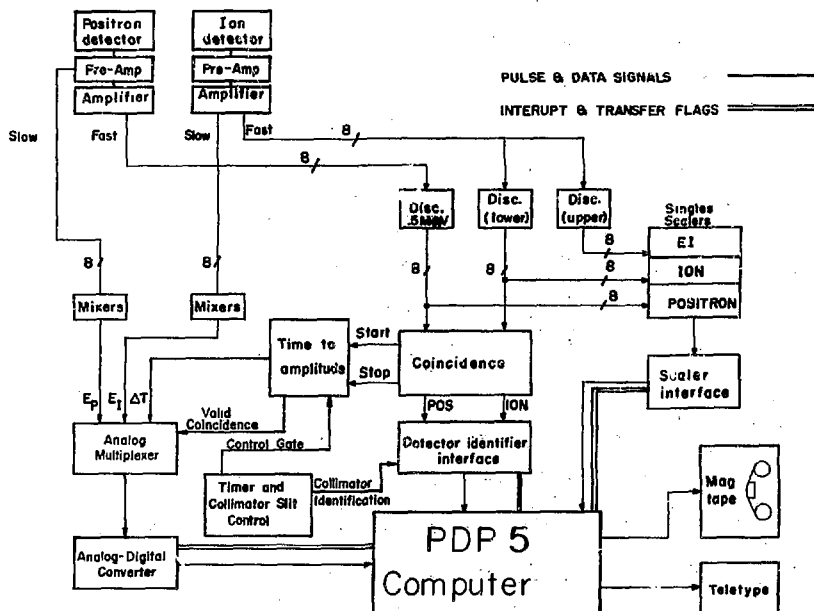 Positron
detector
Ion
detector
Pre-Amp
Pre-Amp
Amplifier
Amplifier
PULSE & DATA SIGNALS
INTERUPT & TRANSFER FLAGS
Slow
Fast
Slow
Fast
8
8
Disc.
.5MeV
Disc.
(lower)
Disc.
(upper)
Singles
Scalers
EI
ION
POSITRON
8
8
8
8
8
8
8
Mixers
Mixers
Time to
amplitude
Start
Stop
Coincidence
Scaler
interface
POS
ION
EP
EI
ΔT
Valid
Coincidence
Control Gate
Analog
Multiplexer
Detector identifier
interface
Timer and
Collimator Slit
Control
Collimator
Identification
Mag
tape
Analog-Digital
Converter
PDP 5
Computer
Teletype